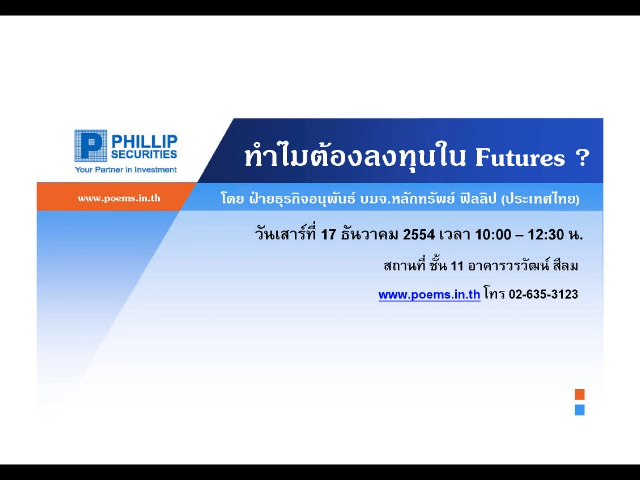 PHILLIP
SECURITIES
Your Partner in Investment
ทำไมต้องลงทุนใน Futures ?
www.poems.in.th
โดย ฝ่ายธุรกิจอนุพันธ์ บมจ.หลักทรัพย์ ฟิลลิป (ประเทศไทย)
วันเสาร์ที่ 17 ธันวาคม 2554 เวลา 10:00 – 12:30 น.
สถานที่ ชั้น 11 อาคารวรวัฒน์ สีลม
www.poems.in.th โทร 02-635-3123